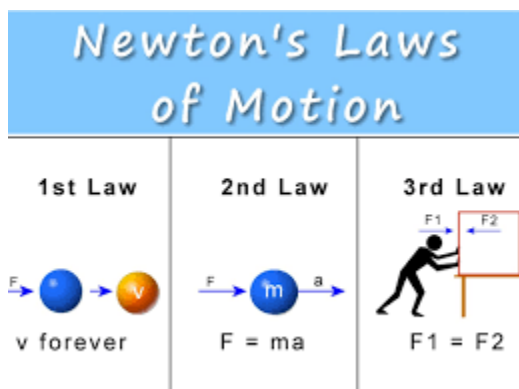 Newton's Laws
of Motion
1st Law
F
v
v forever
2nd Law
F
m
a
F = ma
3rd Law
F1
F2
F1 = F2